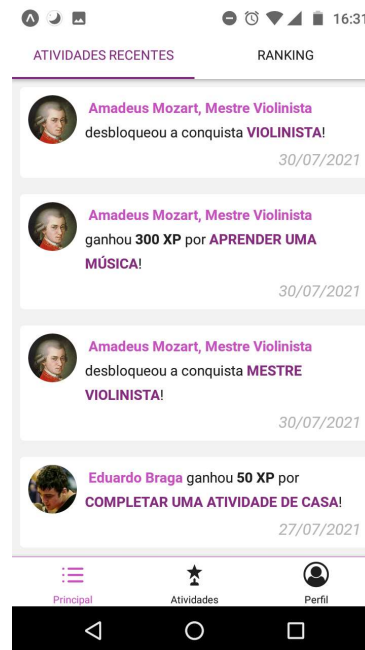 16:31
ATIVIDADES RECENTES
RANKING
Amadeus Mozart, Mestre Violinista
desbloqueou a conquista VIOLINISTA!
30/07/2021
Amadeus Mozart, Mestre Violinista
ganhou 300 XP por APRENDER UMA
MÚSICA!
30/07/2021
Amadeus Mozart, Mestre Violinista
desbloqueou a conquista MESTRE
VIOLINISTA!
30/07/2021
Eduardo Braga ganhou 50 XP por
COMPLETAR UMA ATIVIDADE DE CASA!
27/07/2021
Principal
Atividades
Perfil